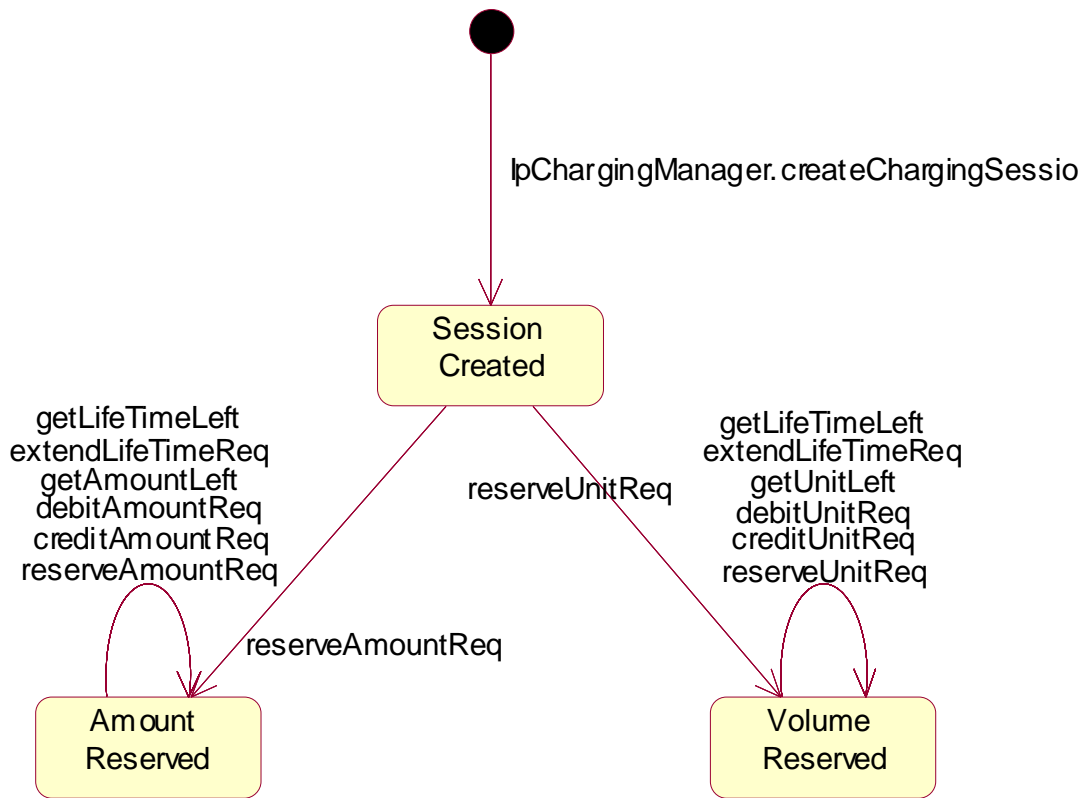 IpChargingManager.createChargingSessio
Session
Created
getLifeTimeLeft
extendLifeTimeReq
getAmountLeft
debitAmountReq
creditAmountReq
reserveAmountReq
reserveUnitReq
getLifeTimeLeft
extendLifeTimeReq
getUnitLeft
debitUnitReq
creditUnitReq
reserveUnitReq
reserveAmountReq
Amount
Reserved
Volume
Reserved